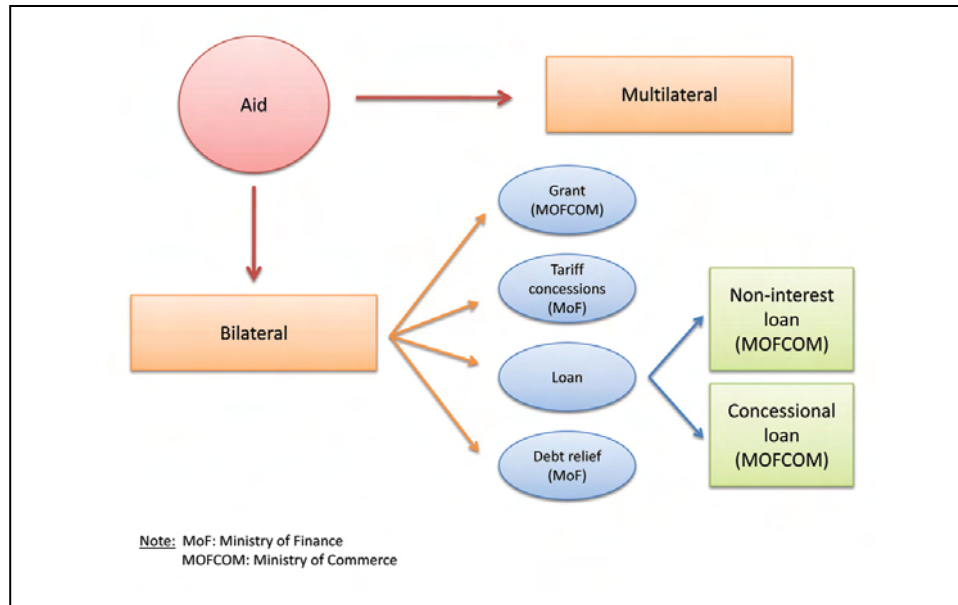 Aid
Multilateral
Grant
(MOFCOM)
Tariff
concessions
(MoF)
Bilateral
Loan
Debt relief
(MoF)
Non-interest
loan
(MOFCOM)
Concessional
loan
(MOFCOM)
Note: MoF: Ministry of Finance
MOFCOM: Ministry of Commerce